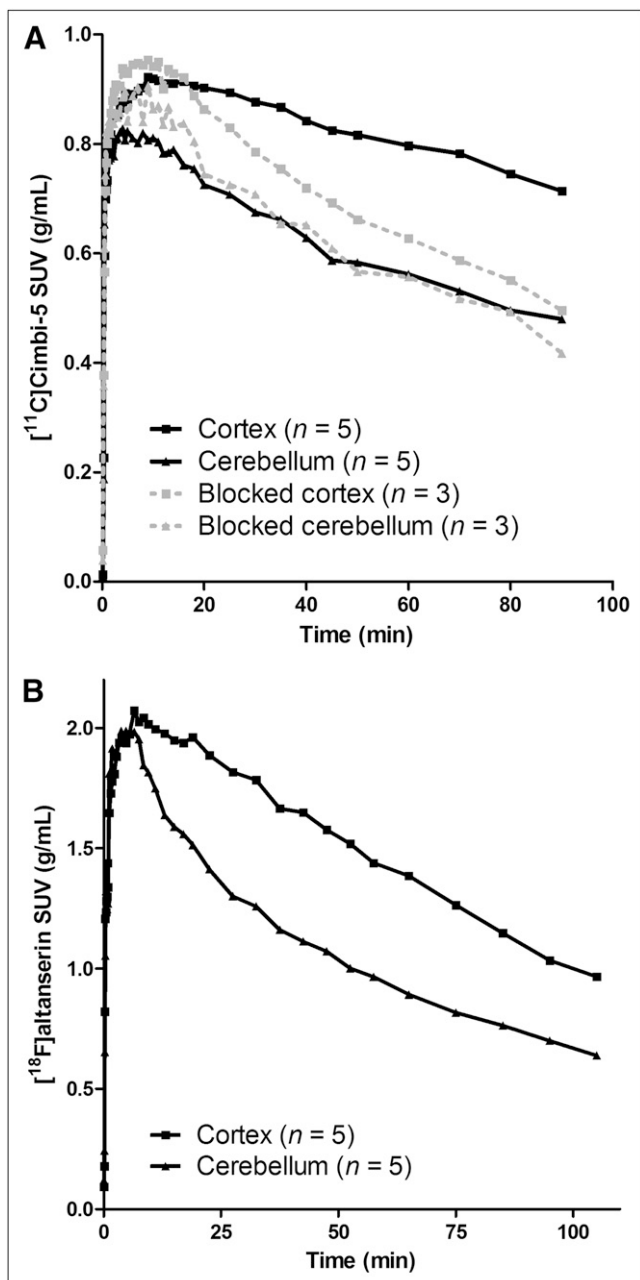 A
1.0
0.8
0.6
0.4
0.2
0.0
[¹¹C]Cimbi-5 SUV (g/mL)
Cortex (n = 5)
Cerebellum (n = 5)
Blocked cortex (n = 3)
Blocked cerebellum (n = 3)
0 20 40 60 80 100
Time (min)
B
2.0
1.5
1.0
0.5
0.0
[¹⁸F]altanserin SUV (g/mL)
Cortex (n = 5)
Cerebellum (n = 5)
0 25 50 75 100
Time (min)